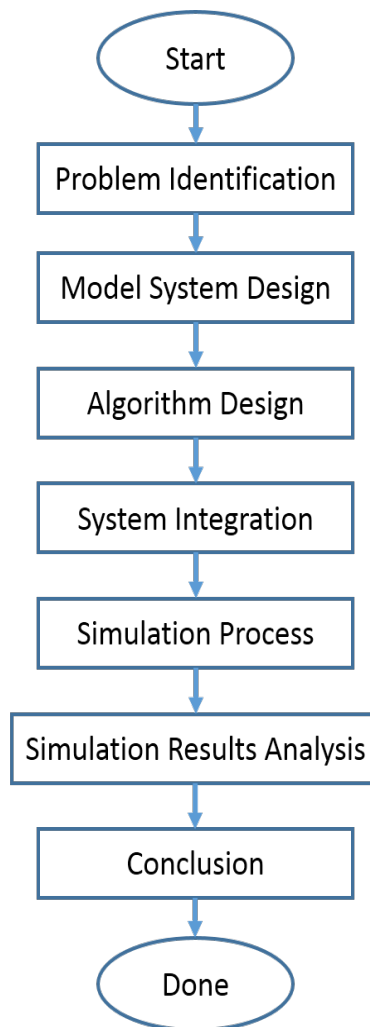 Start
Problem Identification
Model System Design
Algorithm Design
System Integration
Simulation Process
Simulation Results Analysis
Conclusion
Done